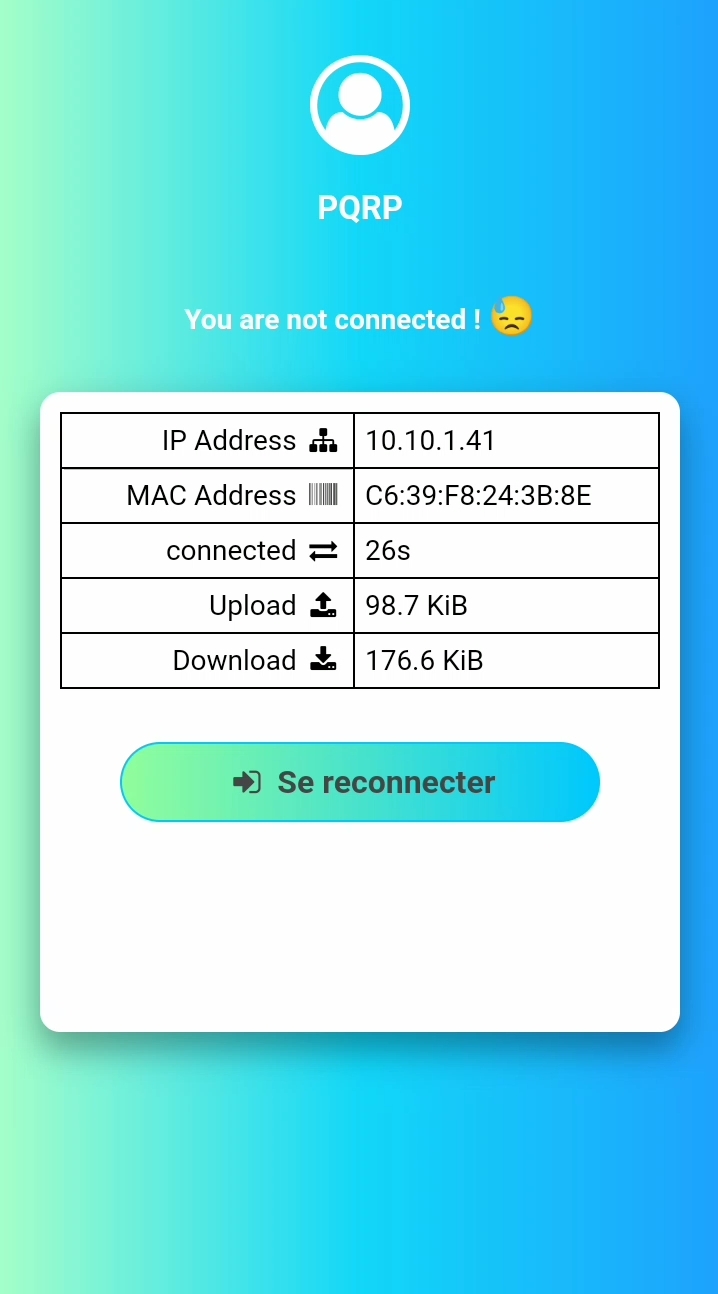 PQRP
You are not connected ! 😓
IP Address 10.10.1.41
MAC Address C6:39:F8:24:3B:8E
connected 26s
Upload 98.7 KiB
Download 176.6 KiB
Se reconnecter